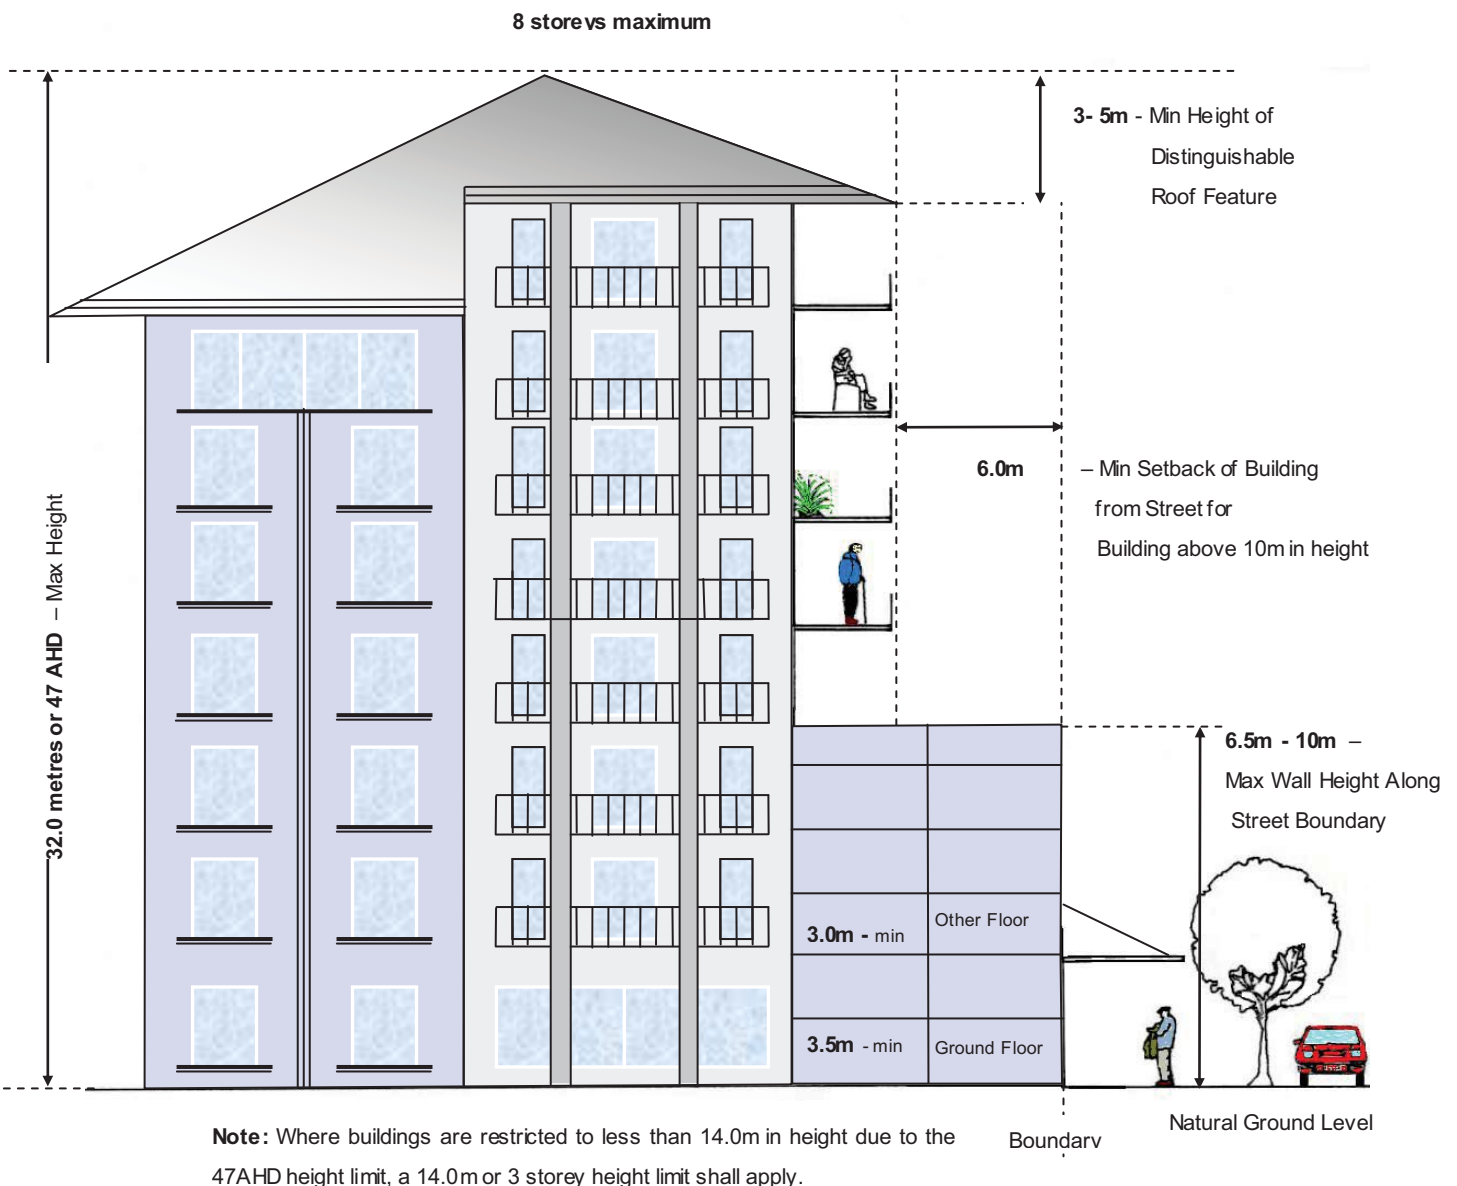 8 storeys maximum
3- 5m - Min Height of
Distinguishable
Roof Feature
32.0 metres or 47 AHD – Max Height
6.0m – Min Setback of Building
from Street for
Building above 10m in height
6.5m - 10m –
Max Wall Height Along
Street Boundary
3.0m - min Other Floor
3.5m - min Ground Floor
Natural Ground Level
Boundary
Note: Where buildings are restricted to less than 14.0m in height due to the
47AHD height limit, a 14.0m or 3 storey height limit shall apply.